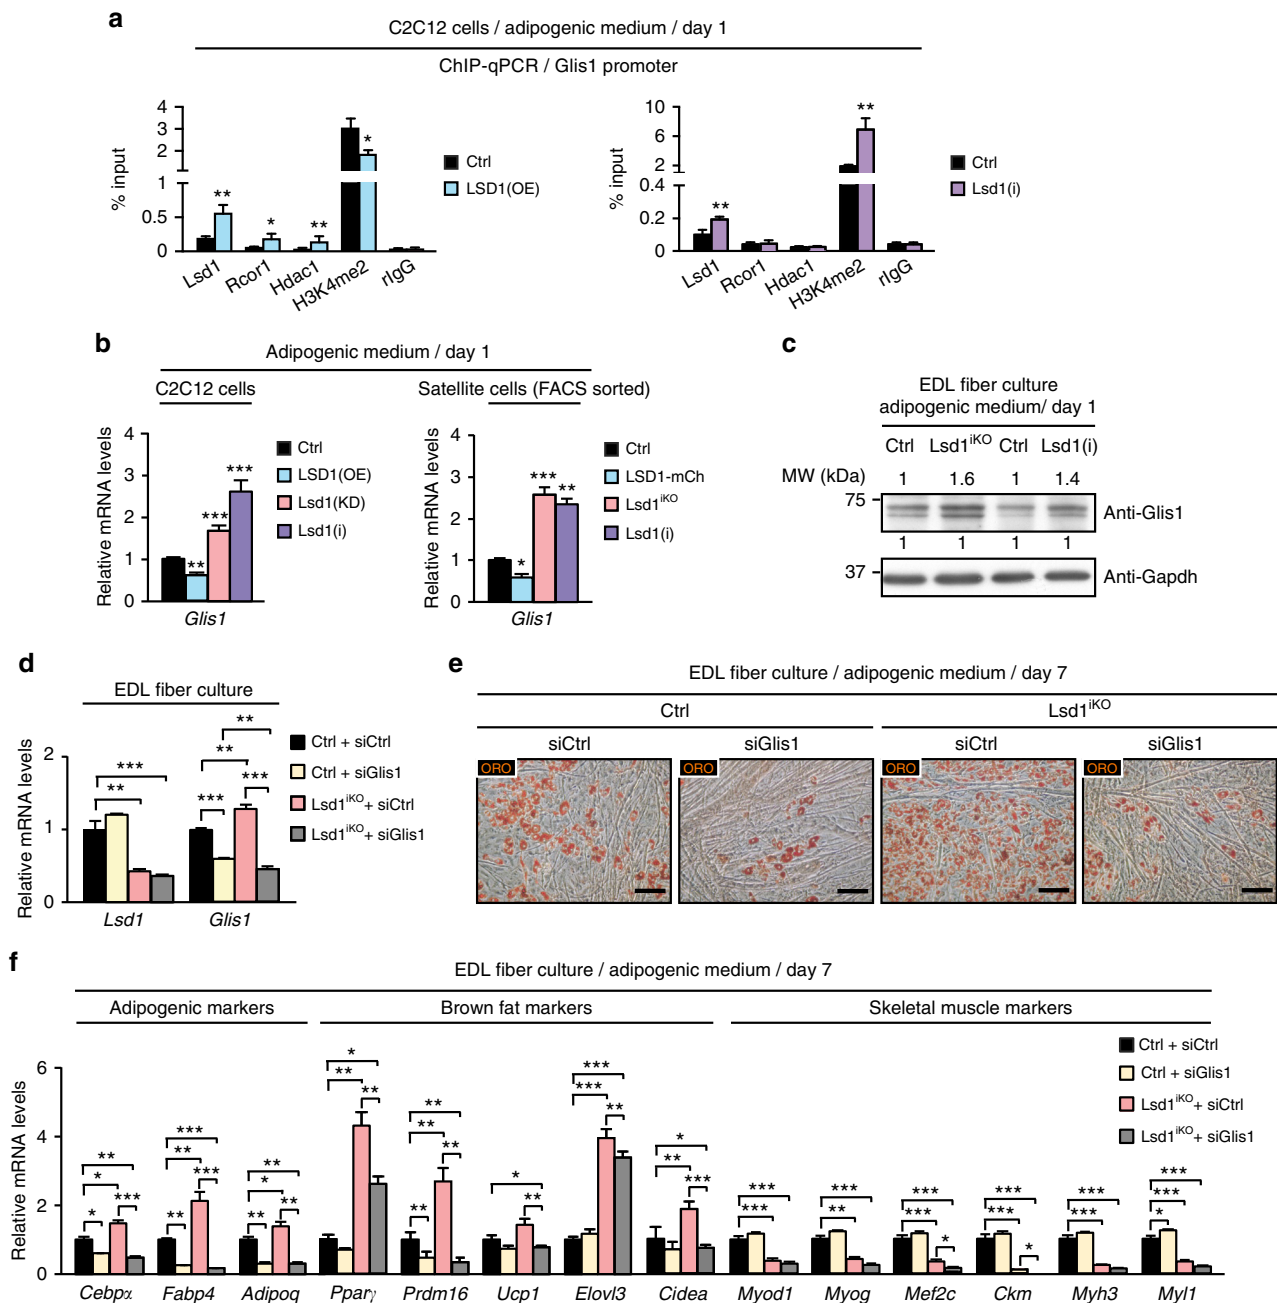 a
C2C12 cells / adipogenic medium / day 1
ChIP-qPCR / Glis1 promoter
% input
4
3
2
1
0.5
0
**
*
**
*
Lsd1 Rcor1 Hdac1 H3K4me2 rIgG
Ctrl
LSD1(OE)
% input
10
6
2
0.4
0.2
0
**
**
Lsd1 Rcor1 Hdac1 H3K4me2 rIgG
Ctrl
Lsd1(i)
b
Adipogenic medium / day 1
C2C12 cells
Relative mRNA levels
4
3
2
1
0
**
***
***
Glis1
Ctrl
LSD1(OE)
Lsd1(KD)
Lsd1(i)
Satellite cells (FACS sorted)
Relative mRNA levels
4
3
2
1
0
*
***
**
Glis1
Ctrl
LSD1-mCh
Lsd1iKO
Lsd1(i)
c
EDL fiber culture
adipogenic medium/ day 1
Ctrl Lsd1iKO Ctrl Lsd1(i)
MW (kDa) 1 1.6 1 1.4
75
Anti-Glis1
1 1 1 1
37
Anti-Gapdh
d
EDL fiber culture
Relative mRNA levels
2
1
0
***
**
**
**
***
***
Lsd1 Glis1
Ctrl + siCtrl
Ctrl + siGlis1
Lsd1iKO + siCtrl
Lsd1iKO + siGlis1
e
EDL fiber culture / adipogenic medium / day 7
Ctrl Lsd1iKO
siCtrl siGlis1 siCtrl siGlis1
ORO ORO ORO ORO
f
EDL fiber culture / adipogenic medium / day 7
Adipogenic markers Brown fat markers Skeletal muscle markers
Ctrl + siCtrl
Ctrl + siGlis1
Lsd1iKO + siCtrl
Lsd1iKO + siGlis1
Relative mRNA levels
6
4
2
0
** * *** *
*** ** *** **
** * ** **
* ** **
** ** *** **
* **
*** *** **
* ** ***
*** ***
*** **
*** *** *
*** *
*** ***
*** *** *
Cebpα Fabp4 Adipoq Pparγ Prdm16 Ucp1 Elovl3 Cidea Myod1 Myog Mef2c Ckm Myh3 Myl1